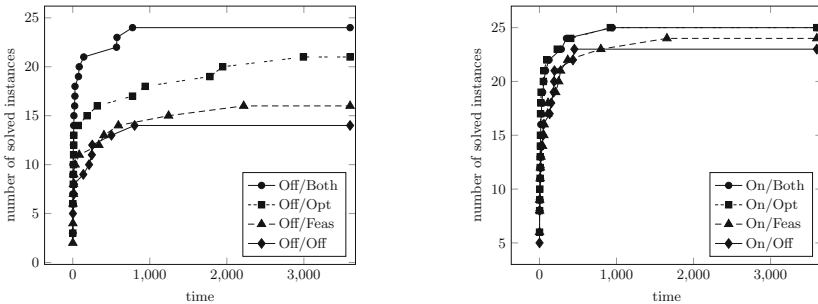 number of solved instances
25
20
15
10
5
0
0
1,000
2,000
3,000
time
Off/Both
Off/Opt
Off/Feas
Off/Off
number of solved instances
25
20
15
10
5
0
1,000
2,000
3,000
time
On/Both
On/Opt
On/Feas
On/Off